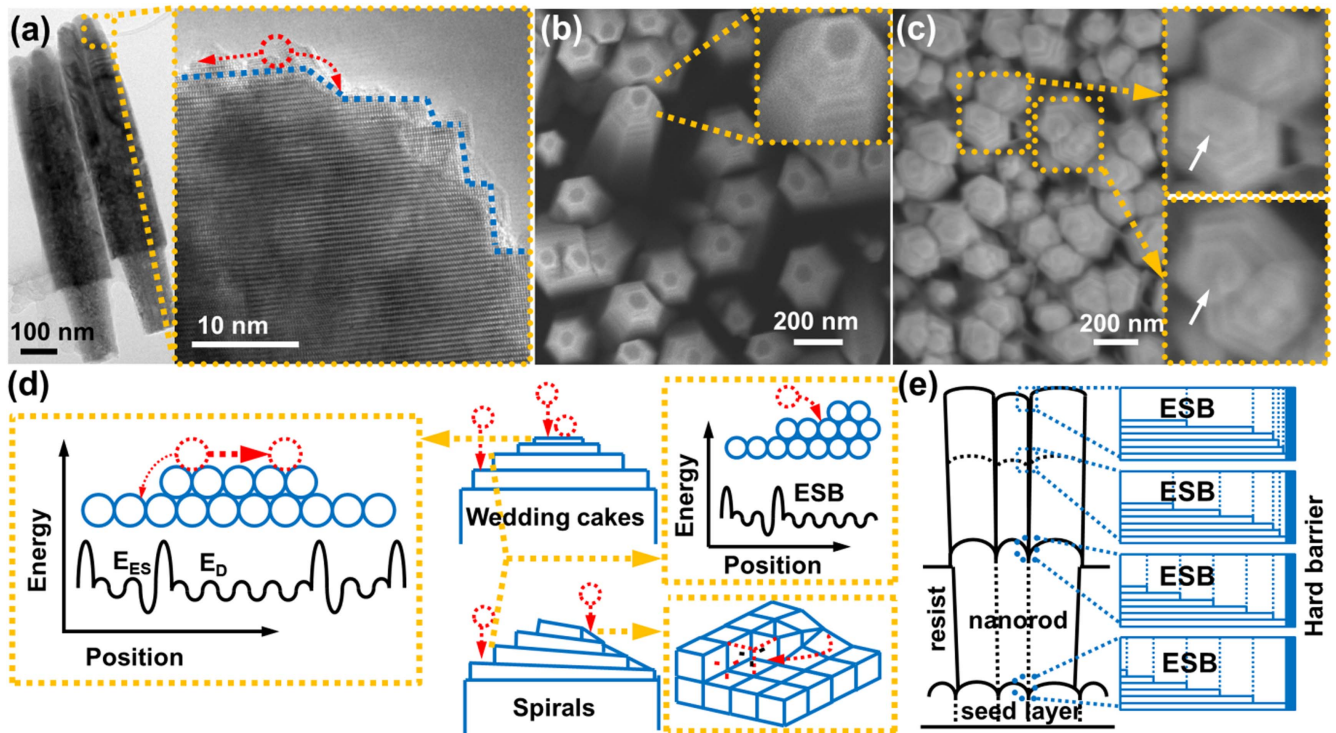 (a)
100 nm
10 nm
(b)
200 nm
(c)
200 nm
(d)
Energy
E_ES
E_D
Position
Wedding cakes
Energy
ESB
Position
Spirals
(e)
resist
nanorod
seed layer
ESB
ESB
ESB
ESB
Hard barrier